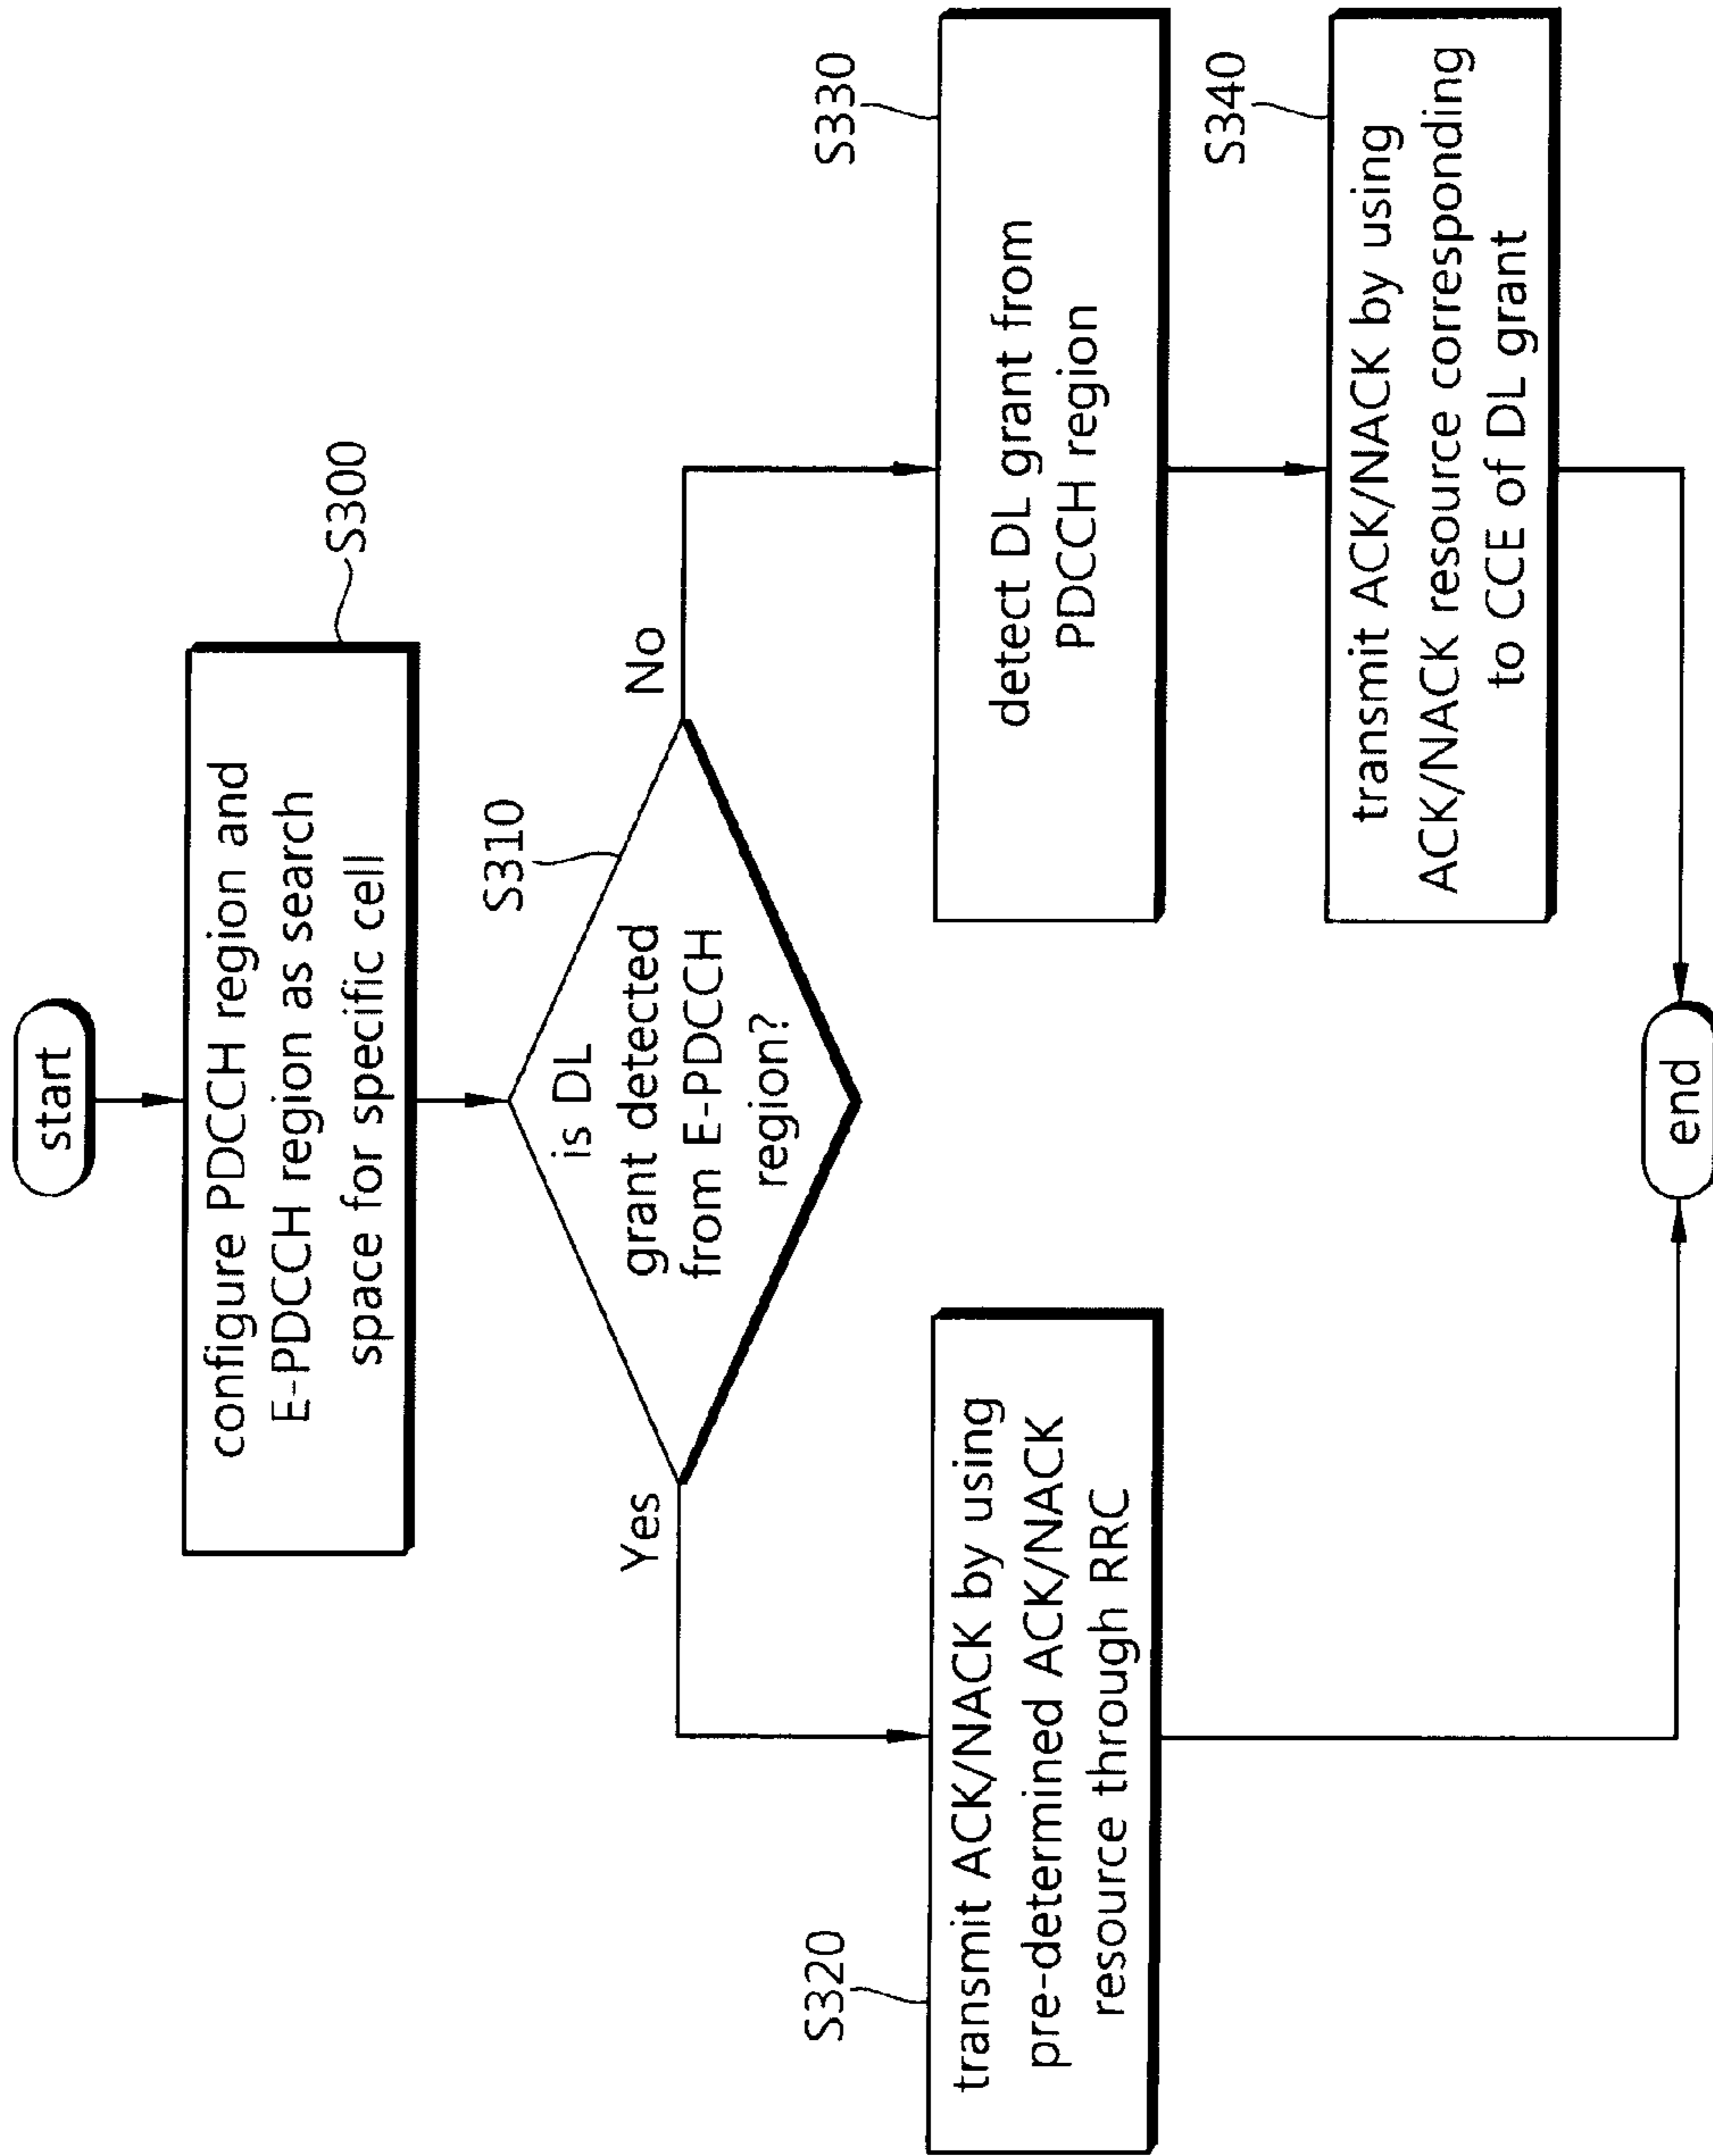 start
configure PDCCH region and
E-PDCCH region as search
space for specific cell
S300
is DL
grant detected
from E-PDCCH
region?
S310
Yes
No
S320
transmit ACK/NACK by using
pre-determined ACK/NACK
resource through RRC
S330
detect DL grant from
PDCCH region
S340
transmit ACK/NACK by using
ACK/NACK resource corresponding
to CCE of DL grant
end